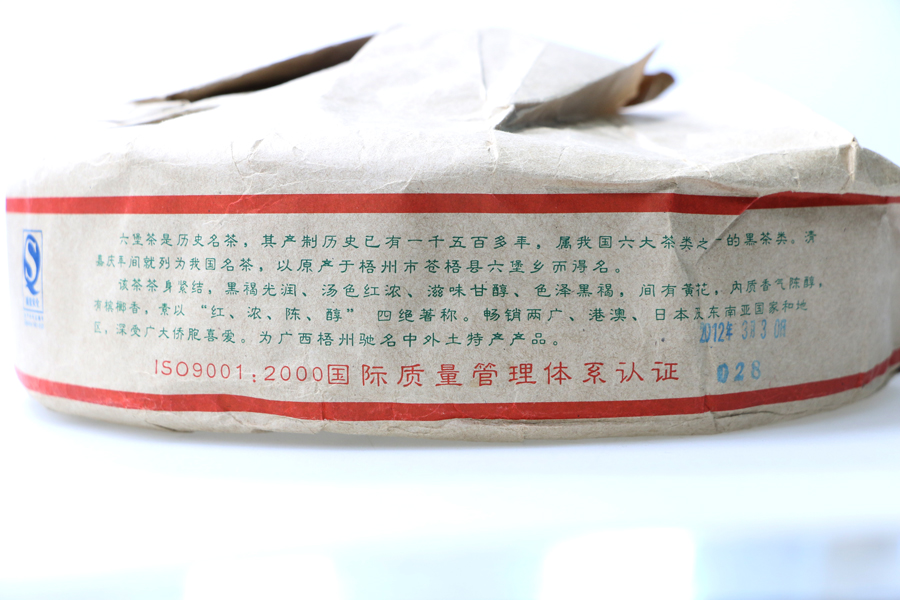 六堡茶是历史名茶，其产制历史已有一千五百多年，属我国六大茶类之一的黑茶类。清
嘉庆年间就列为我国名茶，以原产于梧州市苍梧县六堡乡而得名。
该茶茶身紧结，黑褐光润、汤色红浓、滋味甘醇、色泽黑褐，间有黄花，内质香气陈醇，
有槟榔香，素以“红、浓、陈、醇”四绝著称。畅销两广、港澳、日本及东南亚国家和地
区，深受广大侨胞喜爱。为广西梧州驰名中外土特产产品。
2012年 3月3 0日
ISO9001:2000国际质量管理体系认证
028